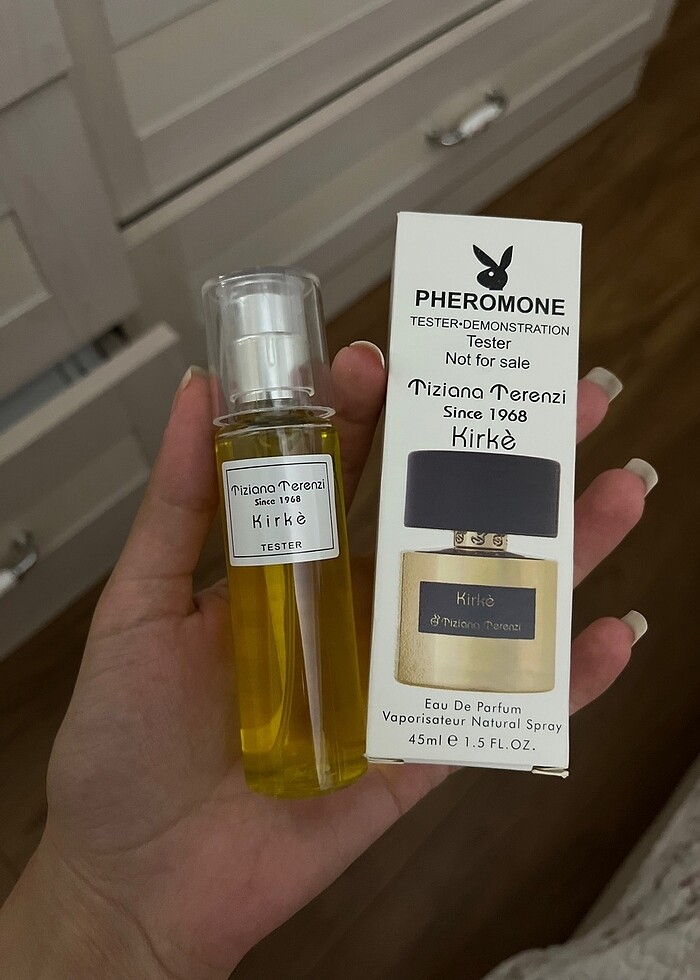 Tiziana Terenzi
Since 1968
Kirkè
TESTER
PHEROMONE
TESTER•DEMONSTRATION
Tester
Not for sale
Tiziana Terenzi
Since 1968
Kirkè
Kirkè
Tiziana Terenzi
Eau De Parfum
Vaporisateur Natural Spray
45ml ℮ 1.5 FL.OZ.